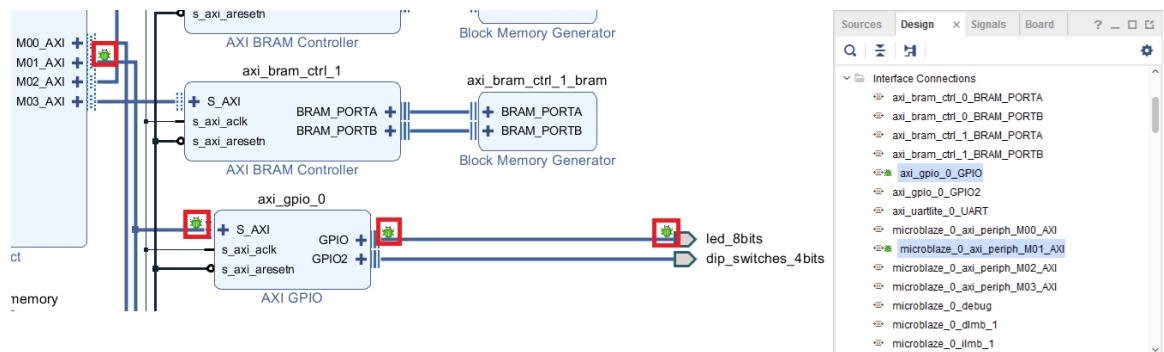 s_axi_aresetn
AXI BRAM Controller
Block Memory Generator
M00_AXI
M01_AXI
M02_AXI
M03_AXI
axi_bram_ctrl_1
S_AXI
s_axi_aclk
s_axi_aresetn
BRAM_PORTA
BRAM_PORTB
AXI BRAM Controller
axi_bram_ctrl_1_bram
BRAM_PORTA
BRAM_PORTB
Block Memory Generator
axi_gpio_0
S_AXI
s_axi_aclk
s_axi_aresetn
GPIO
GPIO2
AXI GPIO
led_8bits
dip_switches_4bits
ct
memory
Sources Design × Signals Board ?
Interface Connections
axi_bram_ctrl_0_BRAM_PORTA
axi_bram_ctrl_0_BRAM_PORTB
axi_bram_ctrl_1_BRAM_PORTA
axi_bram_ctrl_1_BRAM_PORTB
axi_gpio_0_GPIO
axi_gpio_0_GPIO2
axi_uartlite_0_UART
microblaze_0_axi_periph_M00_AXI
microblaze_0_axi_periph_M01_AXI
microblaze_0_axi_periph_M02_AXI
microblaze_0_axi_periph_M03_AXI
microblaze_0_debug
microblaze_0_dlmb_1
microblaze_0_ilmb_1